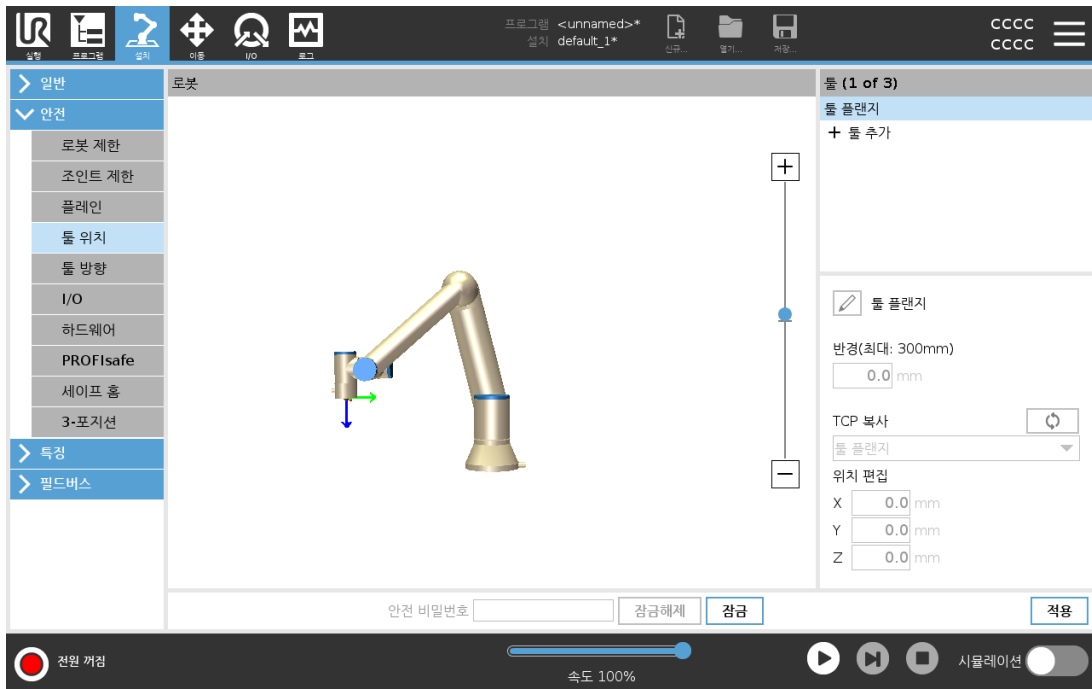 프로그램 <unnamed>*
설치 default_1*
신규...
열기...
저장...
CCCC
CCCC
실행
프로그램
설치
이동
I/O
로그
일반
안전
로봇 제한
조인트 제한
플레인
툴 위치
툴 방향
I/O
하드웨어
PROFIsafe
세이프 홈
3-포지션
특징
필드버스
로봇
툴 (1 of 3)
툴 플랜지
툴 추가
툴 플랜지
반경(최대: 300mm)
0.0 mm
TCP 복사
툴 플랜지
위치 편집
X 0.0 mm
Y 0.0 mm
Z 0.0 mm
안전 비밀번호 잠금해제 잠금 적용
전원 꺼짐
속도 100%
시뮬레이션